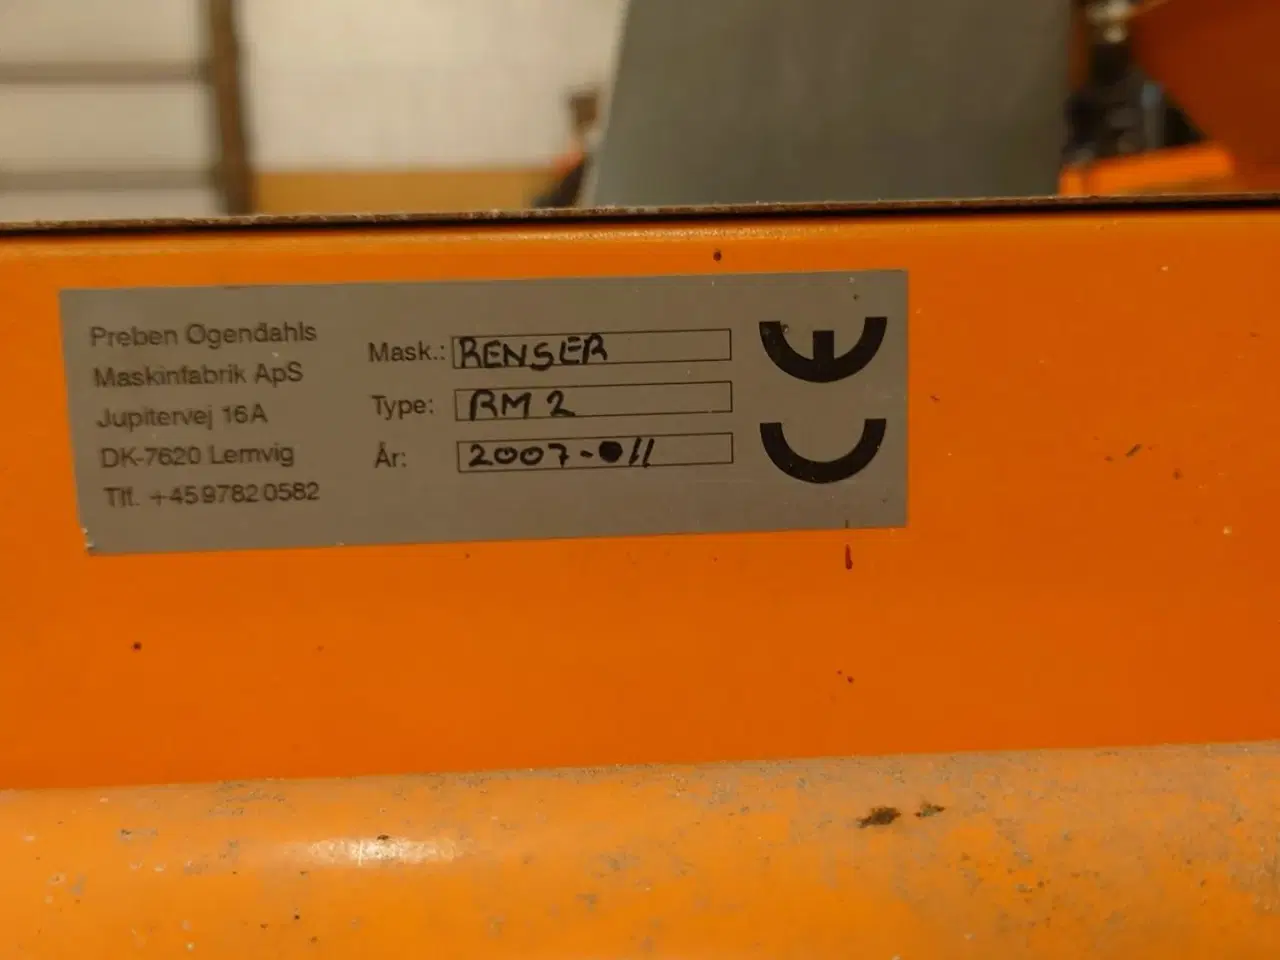 Preben Ogendahls
Maskinfabrik ApS
Jupitervej 16A
DK-7620 Lemvig
Tlf. +45 9782 0582
Mask.: RENSER
Type: RM 2
År: 2007-011
CE